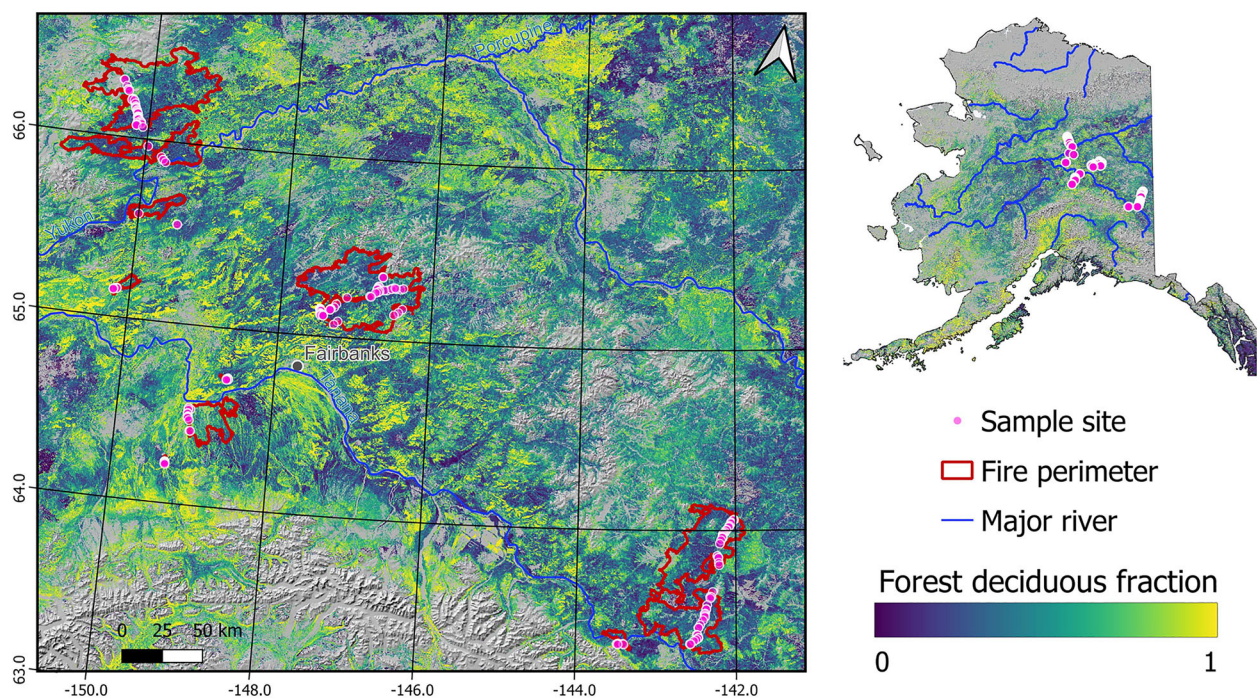 Porcupine
66.0
Yukon
65.0
Fairbanks
Tanana
64.0
63.0
0 25 50 km
-150.0 -148.0 -146.0 -144.0 -142.0
Sample site
Fire perimeter
Major river
Forest deciduous fraction
0 1